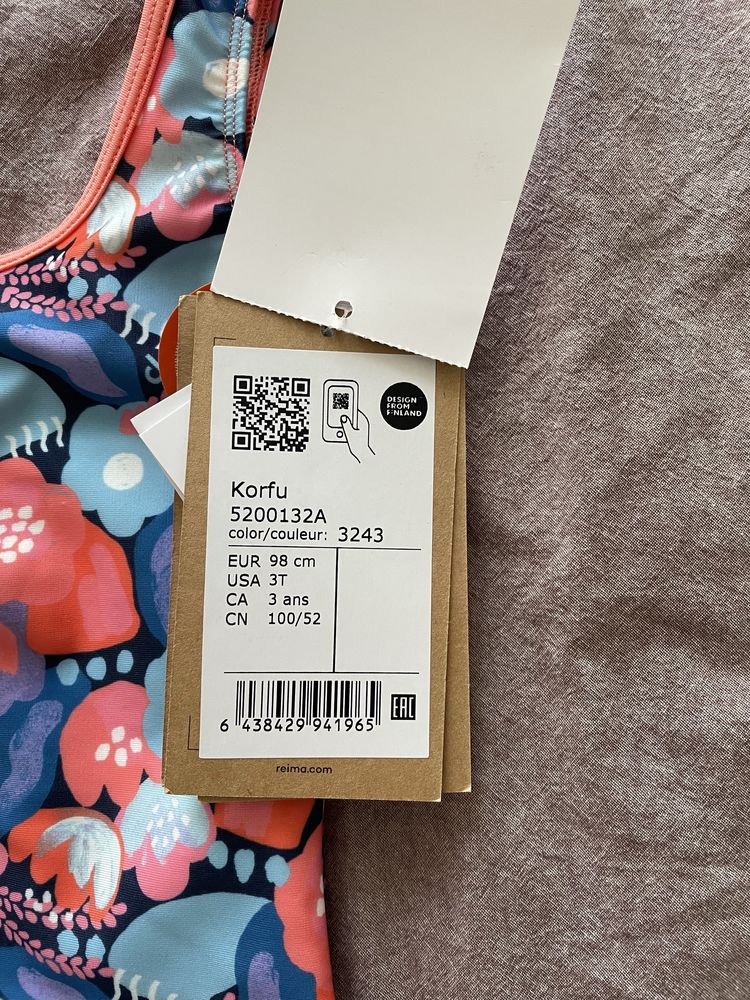 DESIGN
FROM
FINLAND
Korfu
5200132A
color/couleur: 3243
EUR 98 cm
USA 3T
CA 3 ans
CN 100/52
6 438429 941965
EAC
reima.com